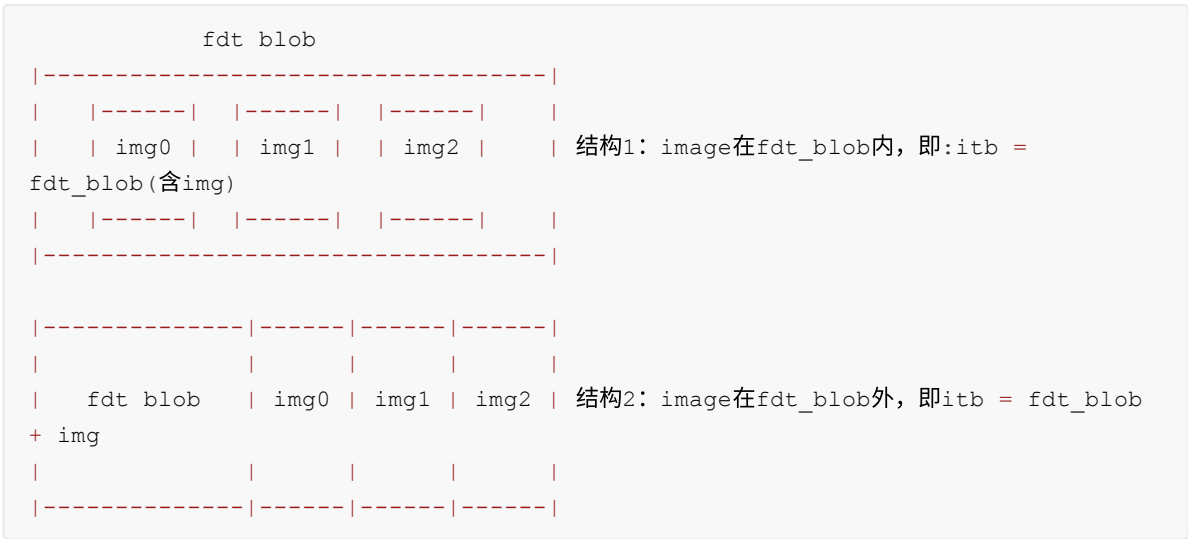 fdt blob
|-----------------------------------|
|   |------|  |------|  |------|    |
|   | img0 |  | img1 |  | img2 |    | 结构1：image在fdt_blob内，即:itb =
fdt_blob(含img)
|   |------|  |------|  |------|    |
|-----------------------------------|
|--------------|------|------|------|
|              |      |      |      |
|   fdt blob   | img0 | img1 | img2 | 结构2：image在fdt_blob外，即itb = fdt_blob
+ img
|              |      |      |      |
|--------------|------|------|------|